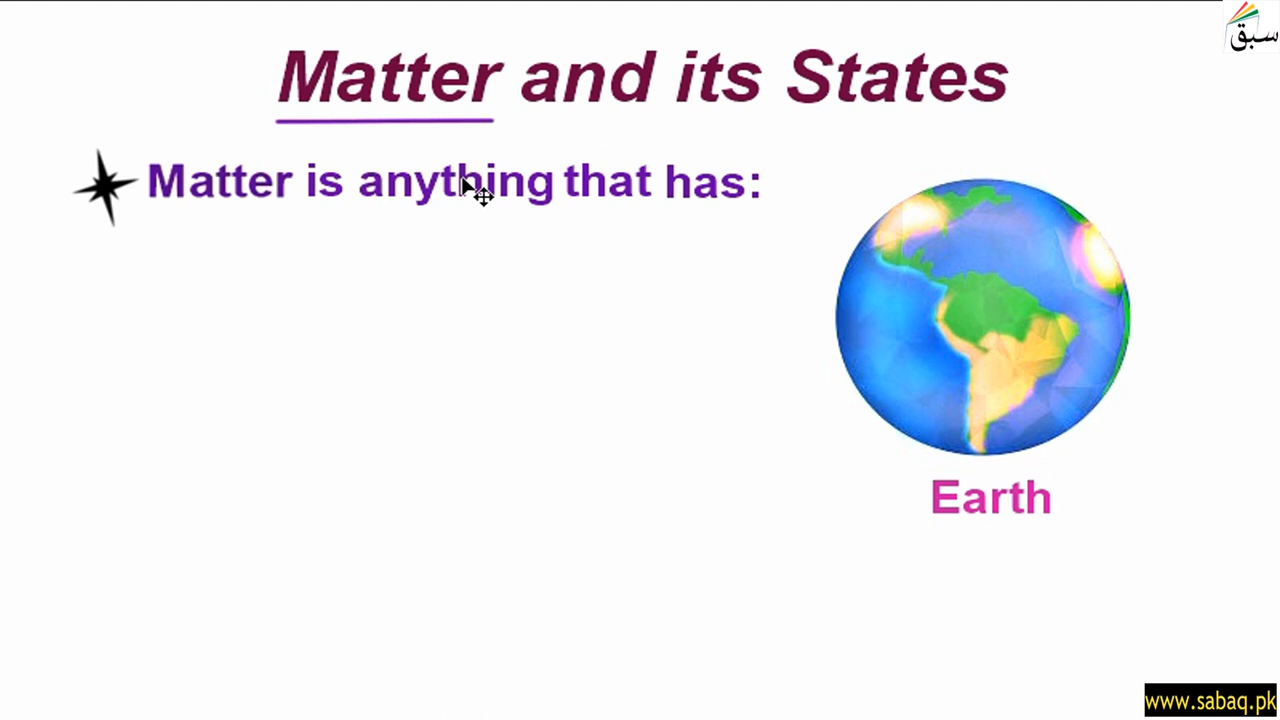 سبق
Matter and its States
Matter is anything that has:
Earth
www.sabaq.pk